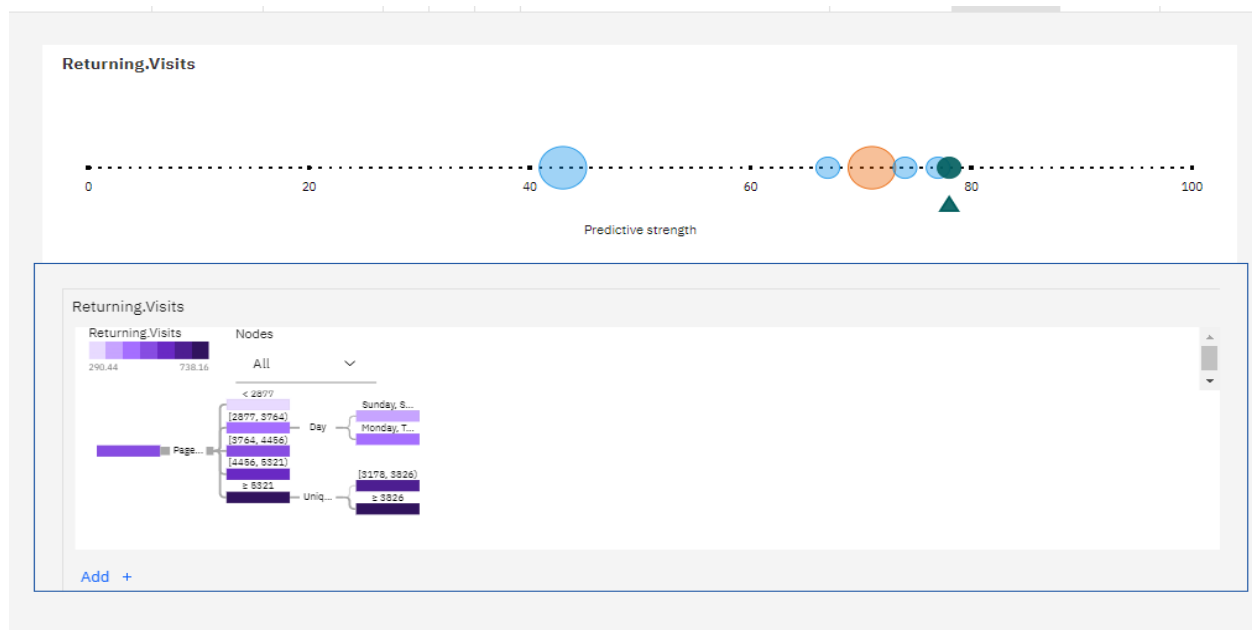 Returning.Visits
0 20 40 60 80 100
Predictive strength
Returning.Visits
Returning.Visits Nodes
290.44 738.16 All
< 2877
Sunday, S...
[2877, 3764)
Day Monday, T...
[3764, 4456)
Page...
[4456, 5321)
[3178, 3826)
≥ 5321
Uniq... ≥ 3826
Add +